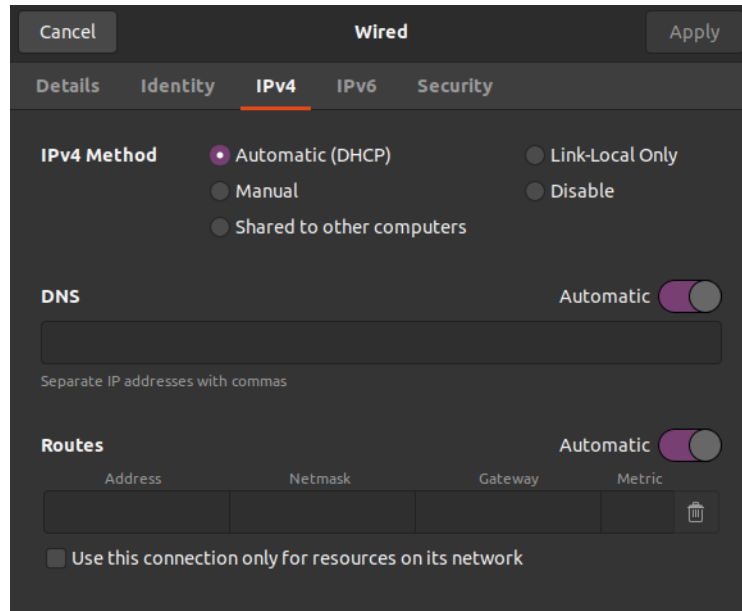 Cancel Wired Apply
Details Identity IPv4 IPv6 Security
IPv4 Method Automatic (DHCP) Link-Local Only
Manual Disable
Shared to other computers
DNS Automatic
Separate IP addresses with commas
Routes Automatic
Address Netmask Gateway Metric
Use this connection only for resources on its network